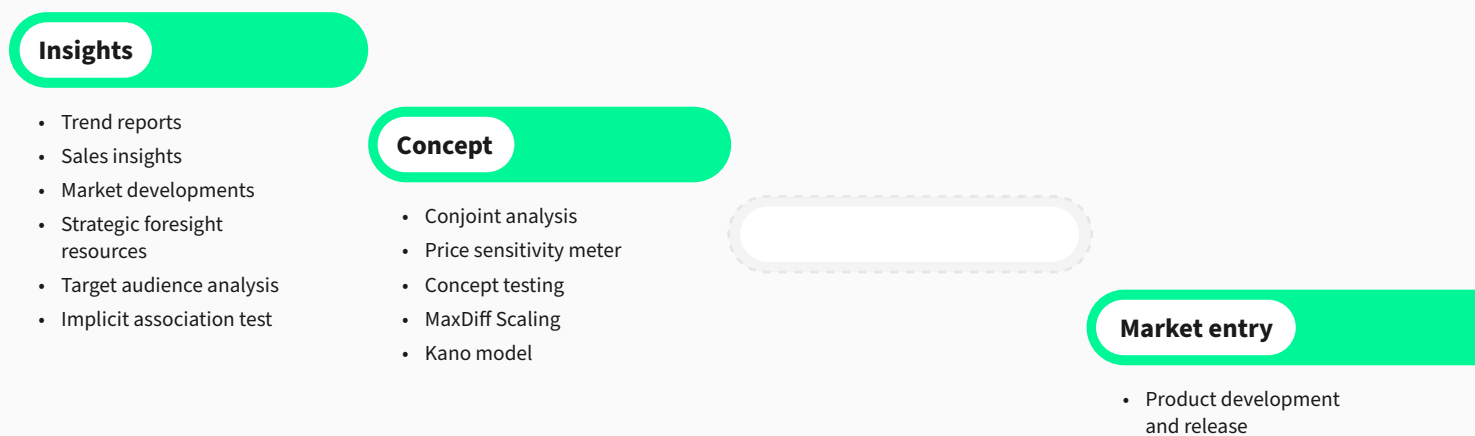 Insights
• Trend reports
• Sales insights
• Market developments
• Strategic foresight
resources
• Target audience analysis
• Implicit association test
Concept
• Conjoint analysis
• Price sensitivity meter
• Concept testing
• MaxDiff Scaling
• Kano model
Market entry
• Product development
and release